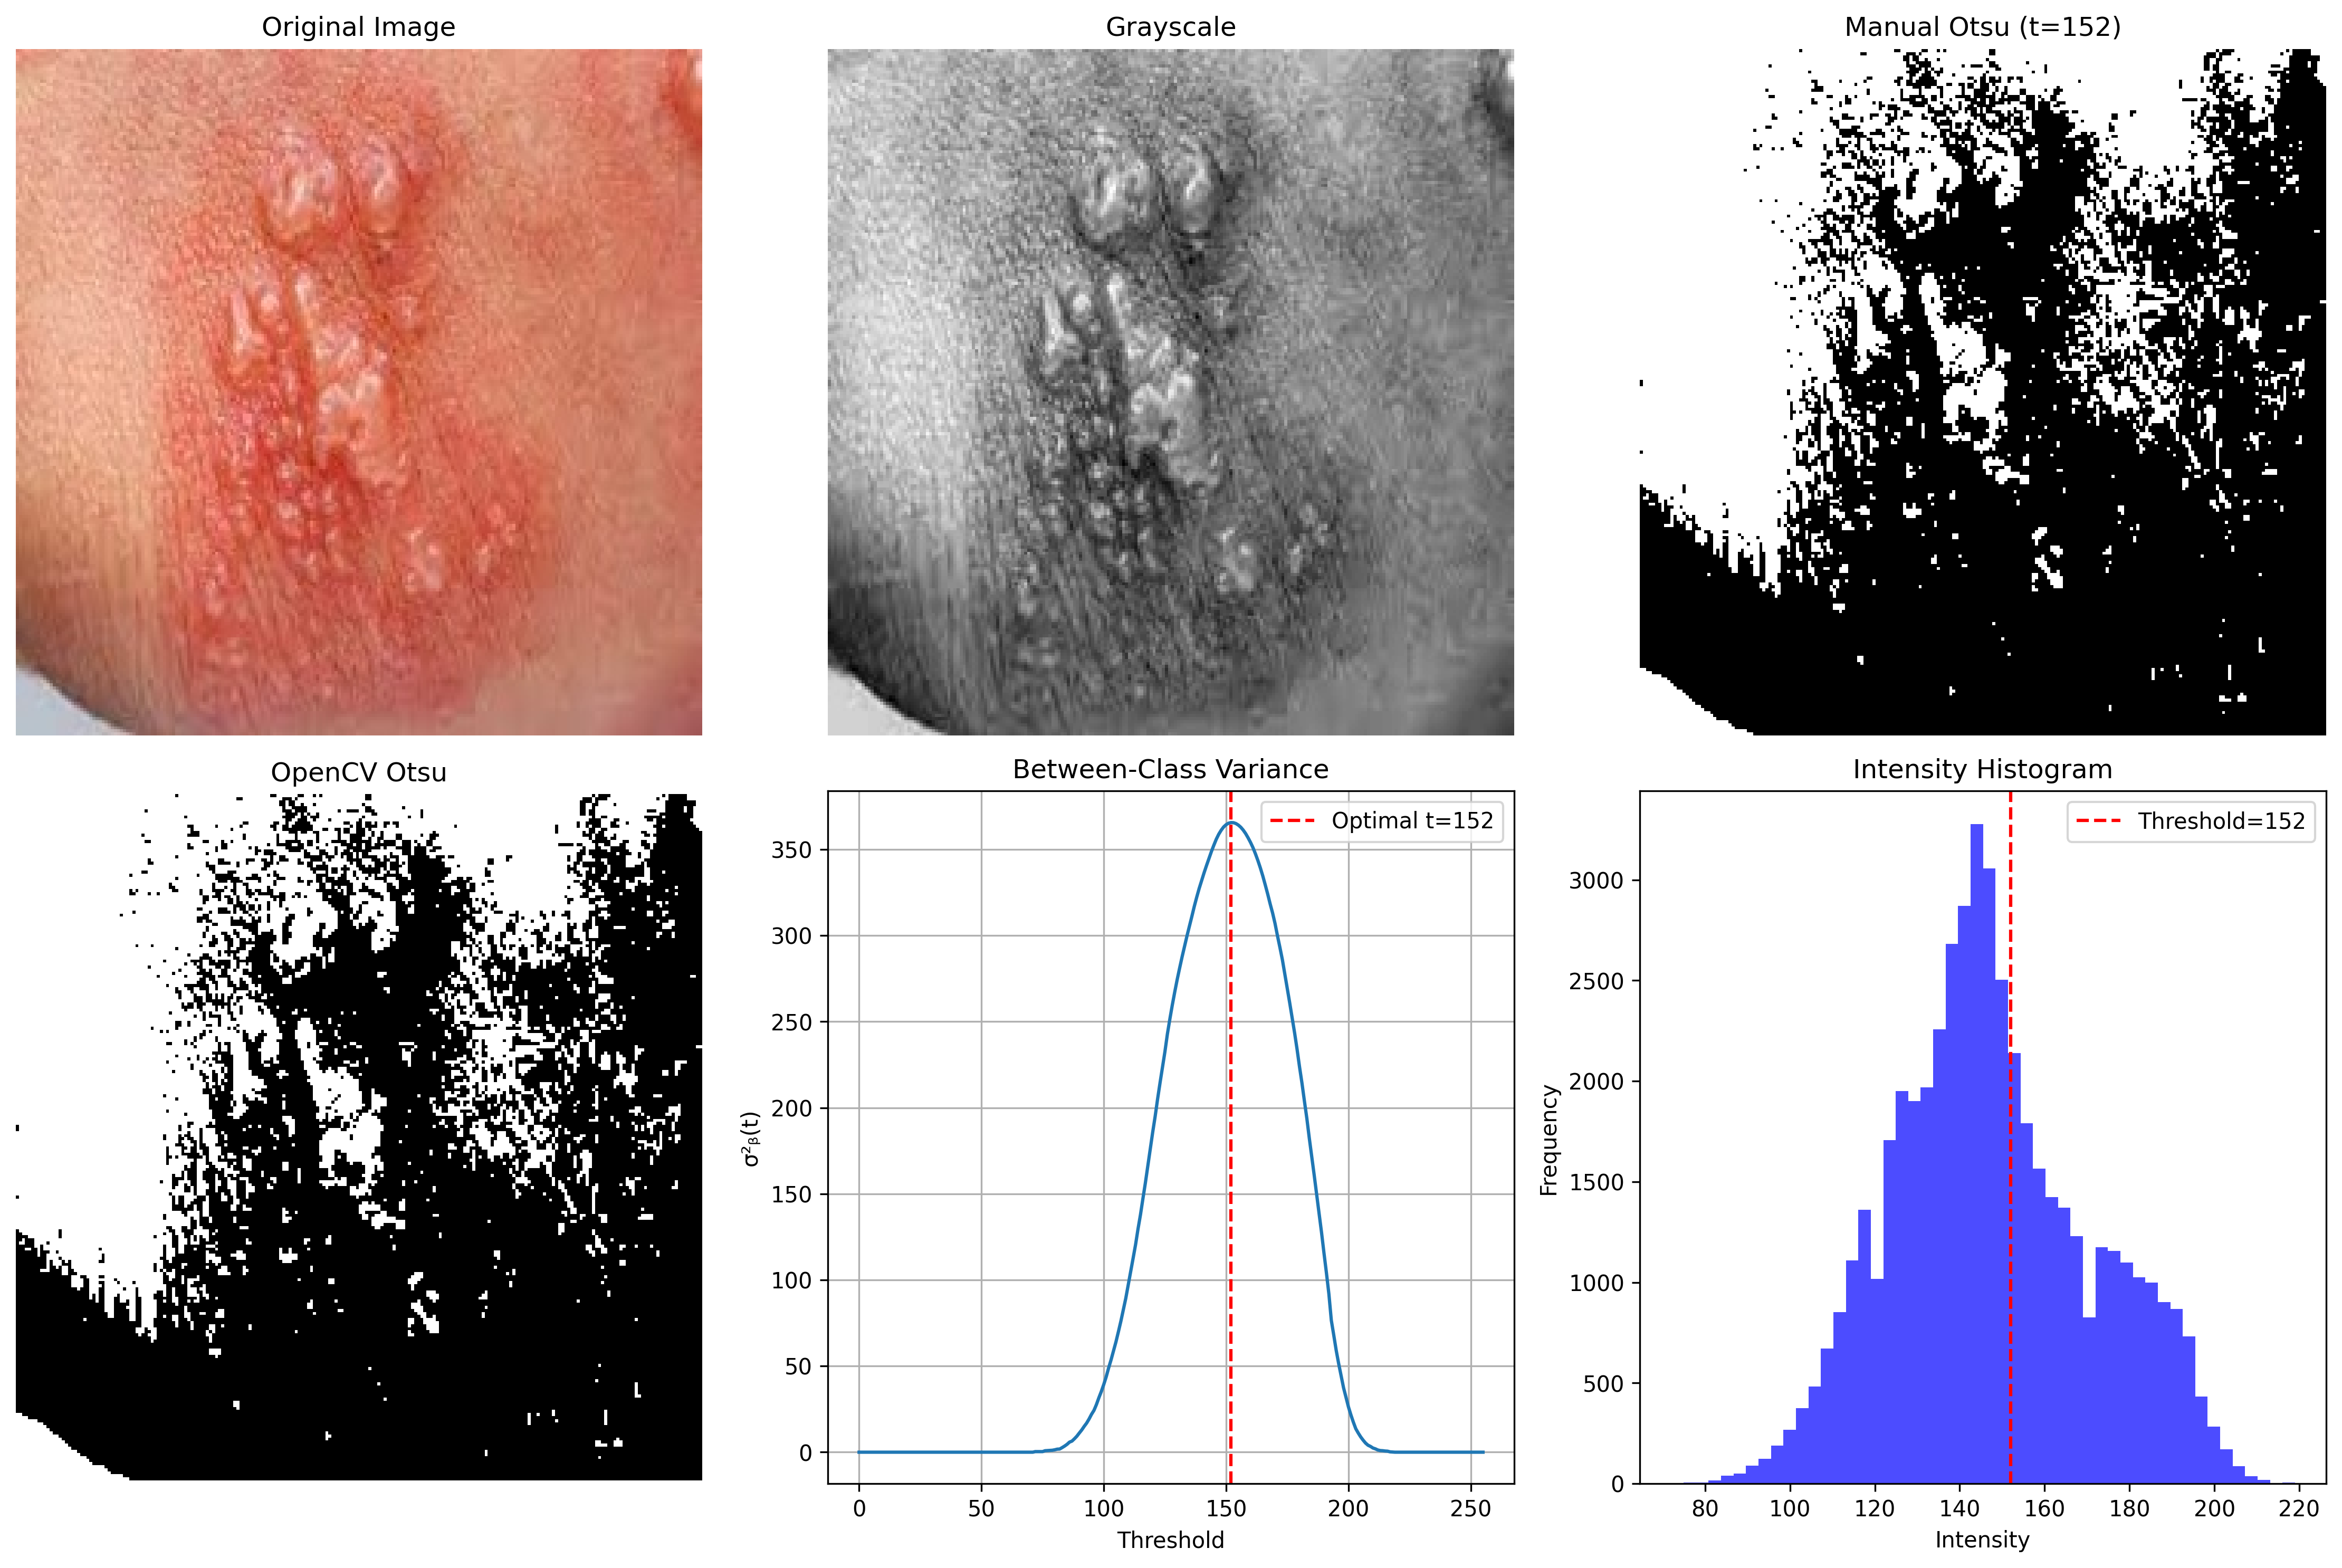 Original Image
Grayscale
Manual Otsu (t=152)
OpenCV Otsu
Between-Class Variance
Optimal t=152
350
300
250
200
150
100
50
0
σ²ᵦ(t)
0 50 100 150 200 250
Threshold
Intensity Histogram
Threshold=152
3000
2500
2000
1500
1000
500
0
Frequency
80 100 120 140 160 180 200 220
Intensity